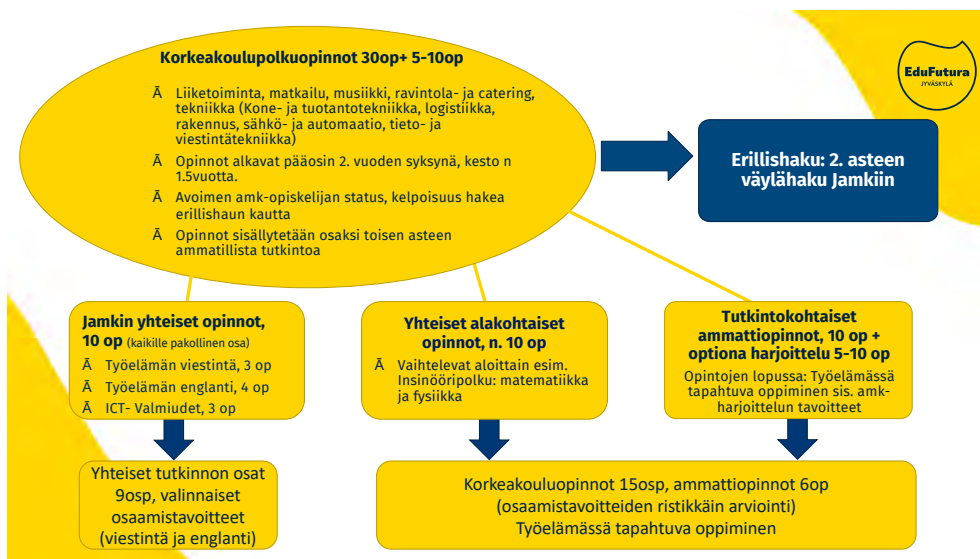 Korkeakoulupolkuopinnot 30op+ 5-10op
Ā Liiketoiminta, matkailu, musiikki, ravintola- ja catering,
tekniikka (Kone- ja tuotantotekniikka, logistiikka,
rakennus, sähkö- ja automaatio, tieto- ja
viestintätekniikka)
Ā Opinnot alkavat pääosin 2. vuoden syksynä, kesto n
1.5vuotta.
Ā Avoimen amk-opiskelijan status, kelpoisuus hakea
erillishaun kautta
Ā Opinnot sisällytetään osaksi toisen asteen
ammatillista tutkintoa
EduFutura
JYVÄSKYLÄ
Erillishaku: 2. asteen
väylähaku Jamkiin
Jamkin yhteiset opinnot,
10 op (kaikille pakollinen osa)
Ā Työelämän viestintä, 3 op
Ā Työelämän englanti, 4 op
Ā ICT- Valmiudet, 3 op
Yhteiset alakohtaiset
opinnot, n. 10 op
Ā Vaihtelevat aloittain esim.
Insinööripolku: matematiikka
ja fysiikka
Tutkintokohtaiset
ammattiopinnot, 10 op +
optiona harjoittelu 5-10 op
Opintojen lopussa: Työelämässä
tapahtuva oppiminen sis. amk-
harjoittelun tavoitteet
Yhteiset tutkinnon osat
9osp, valinnaiset
osaamistavoitteet
(viestintä ja englanti)
Korkeakouluopinnot 15osp, ammattiopinnot 6op
(osaamistavoitteiden ristikkäin arviointi)
Työelämässä tapahtuva oppiminen